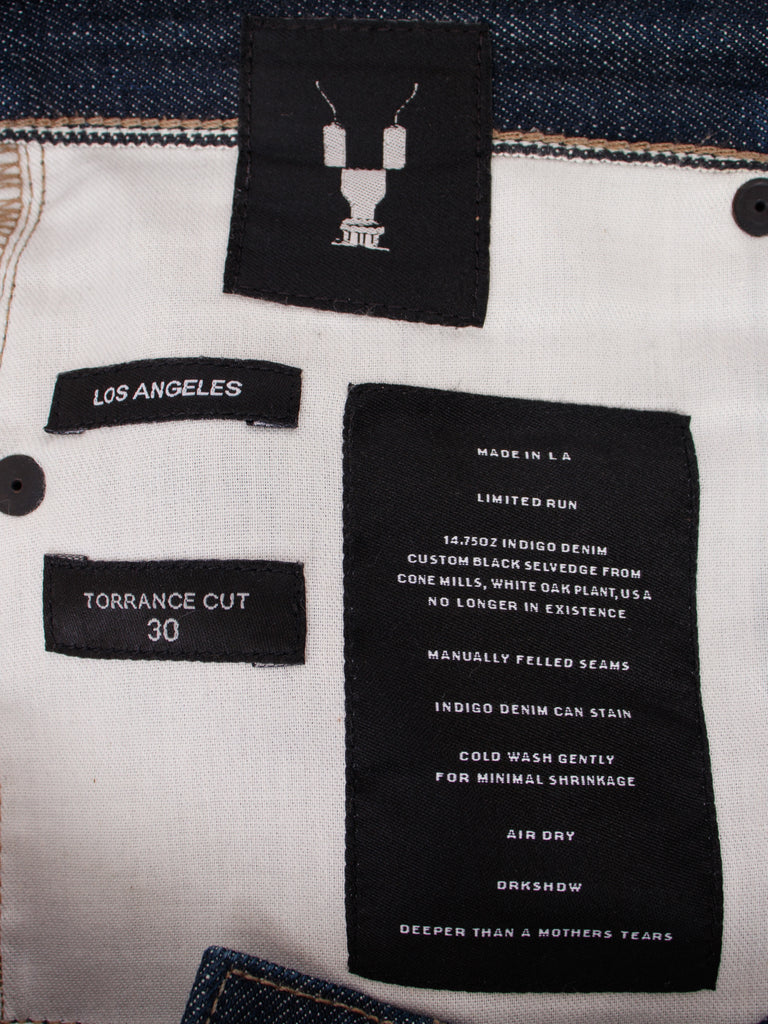 LOS ANGELES
TORRANCE CUT
30
MADE IN L A
LIMITED RUN
14.75OZ INDIGO DENIM
CUSTOM BLACK SELVEDGE FROM
CONE MILLS, WHITE OAK PLANT, USA
NO LONGER IN EXISTENCE
MANUALLY FELLED SEAMS
INDIGO DENIM CAN STAIN
COLD WASH GENTLY
FOR MINIMAL SHRINKAGE
AIR DRY
DRKSHDW
DEEPER THAN A MOTHERS TEARS